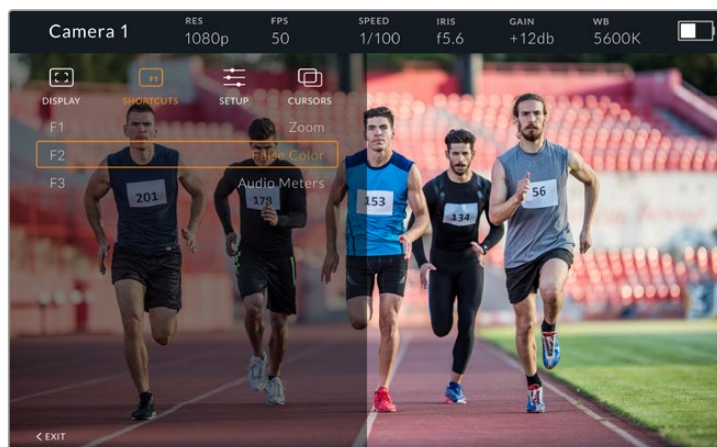 Camera 1
RES
1080p
FPS
50
SPEED
1/100
IRIS
f5.6
GAIN
+12db
WB
5600K
DISPLAY
F1
SHORTCUTS
SETUP
CURSORS
F1 Zoom
F2 False Color
F3 Audio Meters
201
178
153
134
56
< EXIT